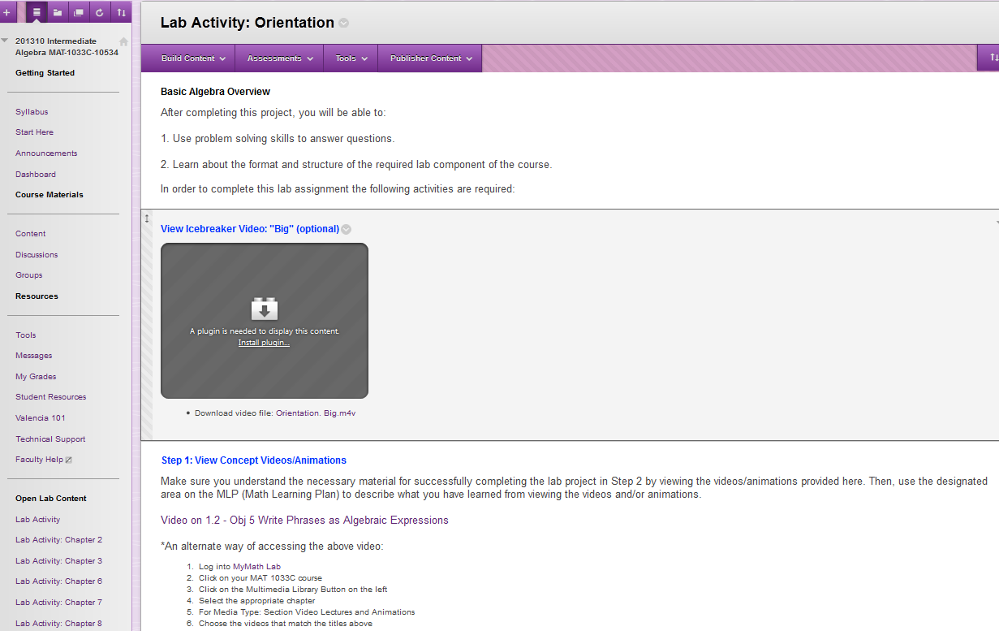 201310 Intermediate
Algebra MAT-1033C-10534
Getting Started
Syllabus
Start Here
Announcements
Dashboard
Course Materials
Content
Discussions
Groups
Resources
Tools
Messages
My Grades
Student Resources
Valencia 101
Technical Support
Faculty Help
Open Lab Content
Lab Activity
Lab Activity: Chapter 2
Lab Activity: Chapter 3
Lab Activity: Chapter 6
Lab Activity: Chapter 7
Lab Activity: Chapter 8
Lab Activity: Orientation
Build Content
Assessments
Tools
Publisher Content
Basic Algebra Overview
After completing this project, you will be able to:
1. Use problem solving skills to answer questions.
2. Learn about the format and structure of the required lab component of the course.
In order to complete this lab assignment the following activities are required:
View Icebreaker Video: "Big" (optional)
A plugin is needed to display this content.
Install plugin...
• Download video file: Orientation. Big.m4v
Step 1: View Concept Videos/Animations
Make sure you understand the necessary material for successfully completing the lab project in Step 2 by viewing the videos/animations provided here. Then, use the designated
area on the MLP (Math Learning Plan) to describe what you have learned from viewing the videos and/or animations.
Video on 1.2 - Obj 5 Write Phrases as Algebraic Expressions
*An alternate way of accessing the above video:
1. Log into MyMath Lab
2. Click on your MAT 1033C course
3. Click on the Multimedia Library Button on the left
4. Select the appropriate chapter
5. For Media Type: Section Video Lectures and Animations
6. Choose the videos that match the titles above